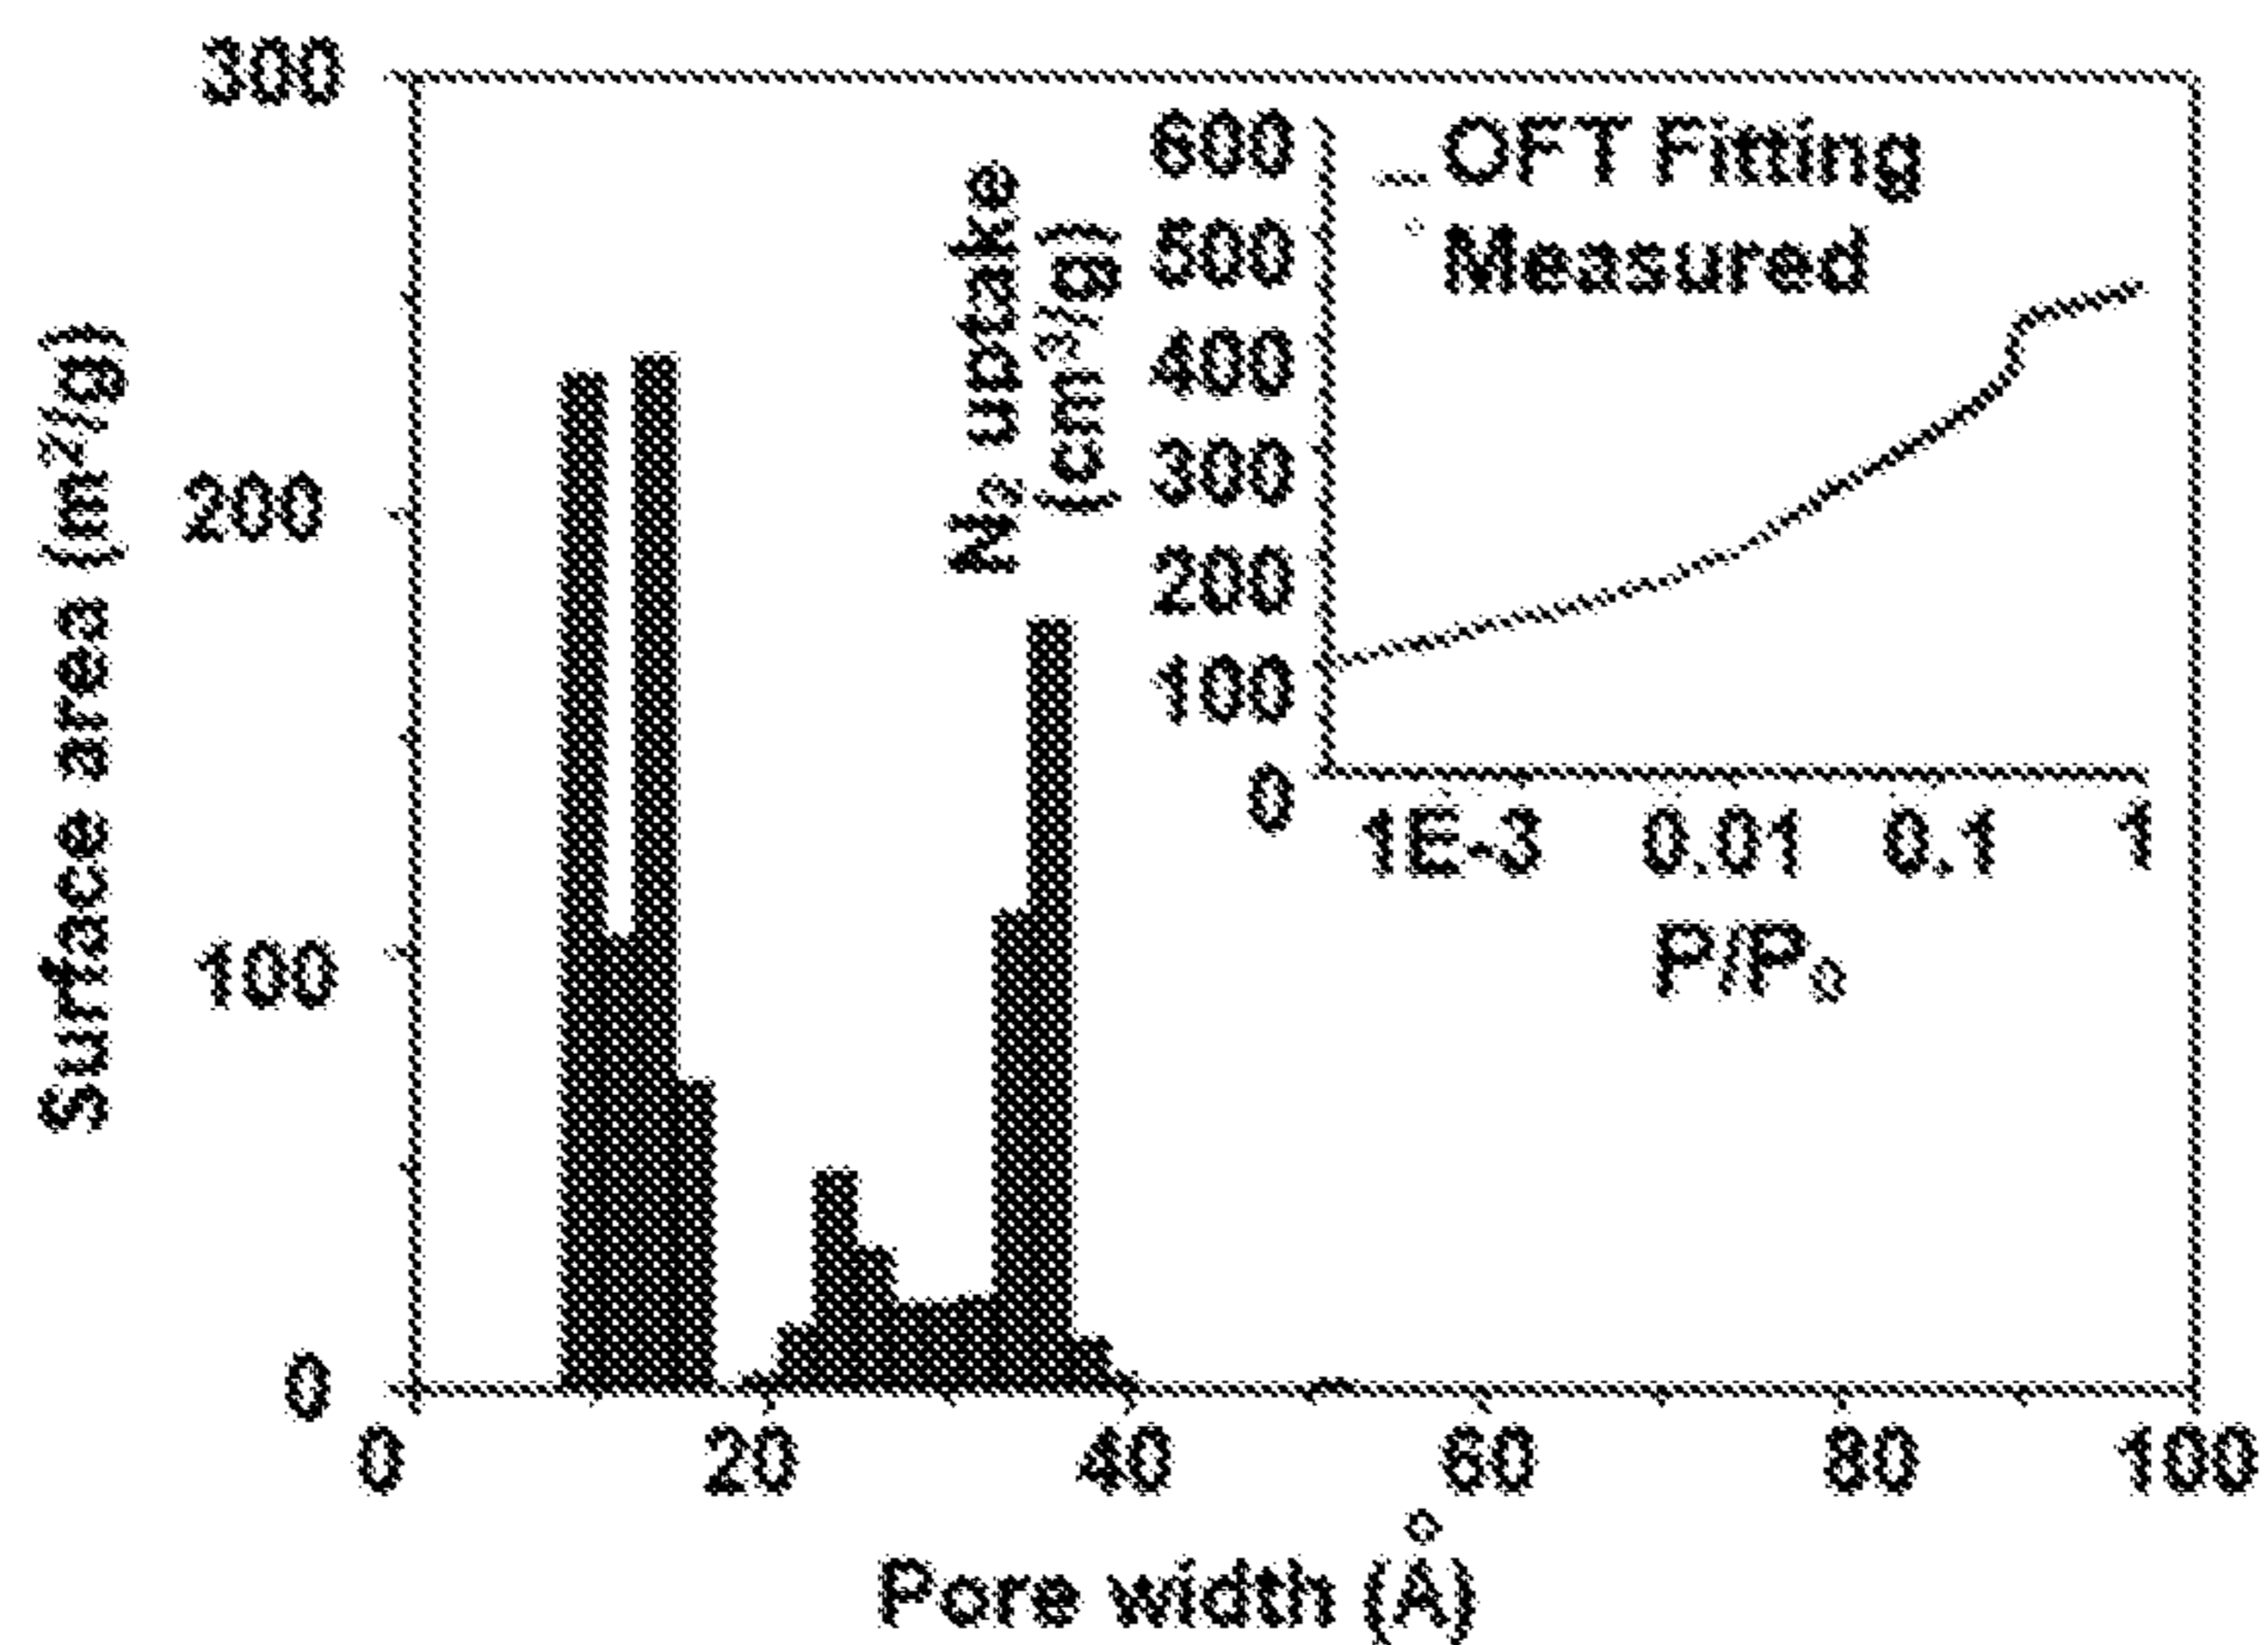 Surface area (m²/g)
300
200
100
0
0 20 40 60 80 100
Pore width (Å)
N₂ uptake
(cm³/g)
600
500
400
300
200
100
0
OFT Fitting
Measured
1E-3 0.01 0.1 1
P/P₀